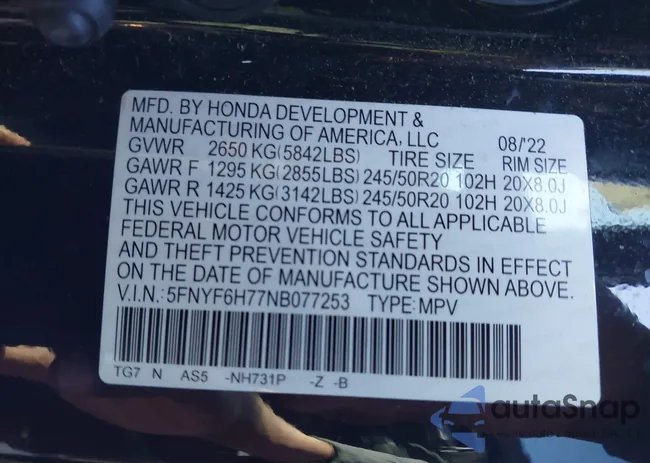 MFD. BY HONDA DEVELOPMENT &
MANUFACTURING OF AMERICA, LLC 08/'22
GVWR 2650 KG(5842LBS) TIRE SIZE RIM SIZE
GAWR F 1295 KG(2855LBS) 245/50R20 102H 20X8.0J
GAWR R 1425 KG(3142LBS) 245/50R20 102H 20X8.0J
THIS VEHICLE CONFORMS TO ALL APPLICABLE
FEDERAL MOTOR VEHICLE SAFETY
AND THEFT PREVENTION STANDARDS IN EFFECT
ON THE DATE OF MANUFACTURE SHOWN ABOVE.
V.I.N.: 5FNYF6H77NB077253 TYPE: MPV
TG7 N AS5 -NH731P -Z -B
autoSnap